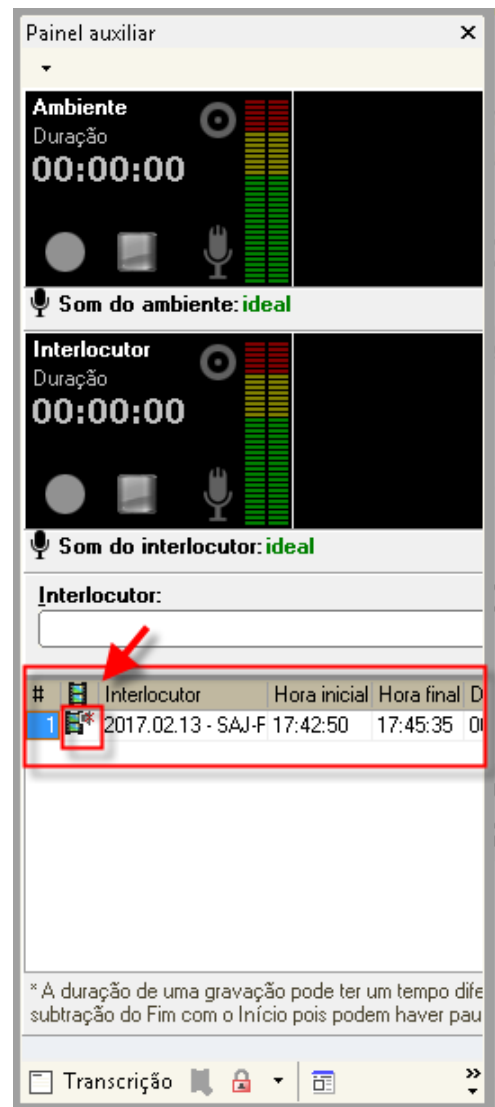 Painel auxiliar
Ambiente
Duração
00:00:00
Som do ambiente: ideal
Interlocutor
Duração
00:00:00
Som do interlocutor: ideal
Interlocutor:
# Interlocutor Hora inicial Hora final D
1 2017.02.13 - SAJ-F 17:42:50 17:45:35 00
* A duração de uma gravação pode ter um tempo dife
subtração do Fim com o Início pois podem haver pau
Transcrição